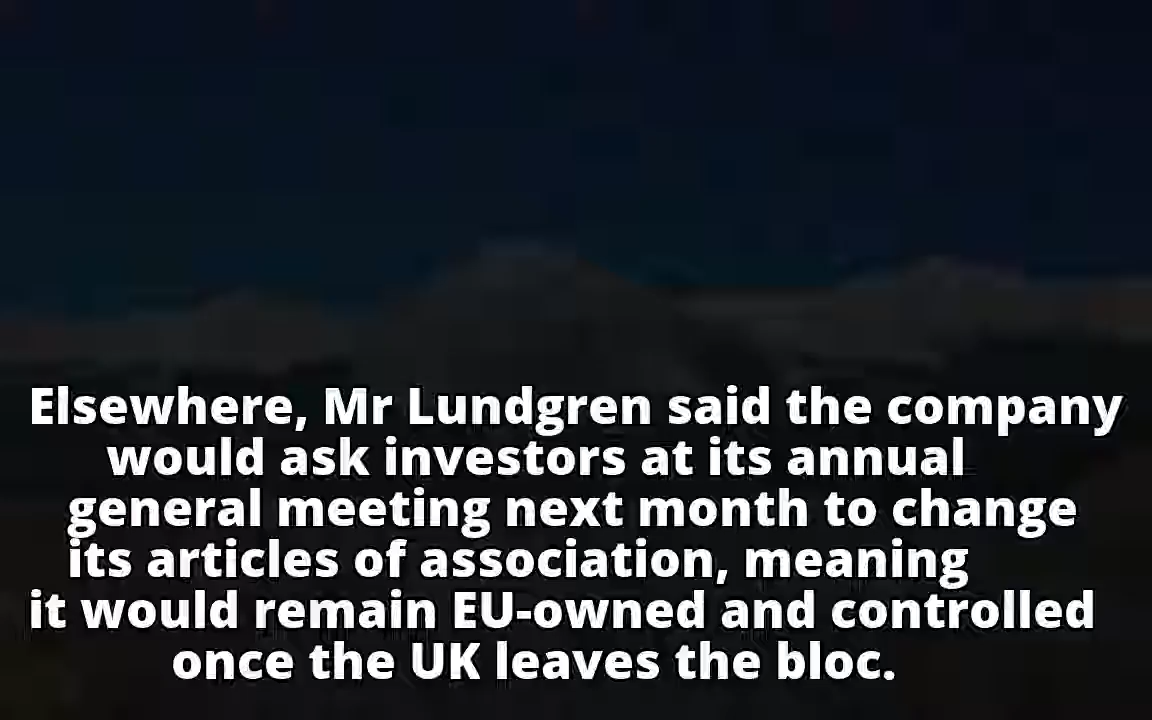 Elsewhere, Mr Lundgren said the company
would ask investors at its annual
general meeting next month to change
its articles of association, meaning
it would remain EU-owned and controlled
once the UK leaves the bloc.